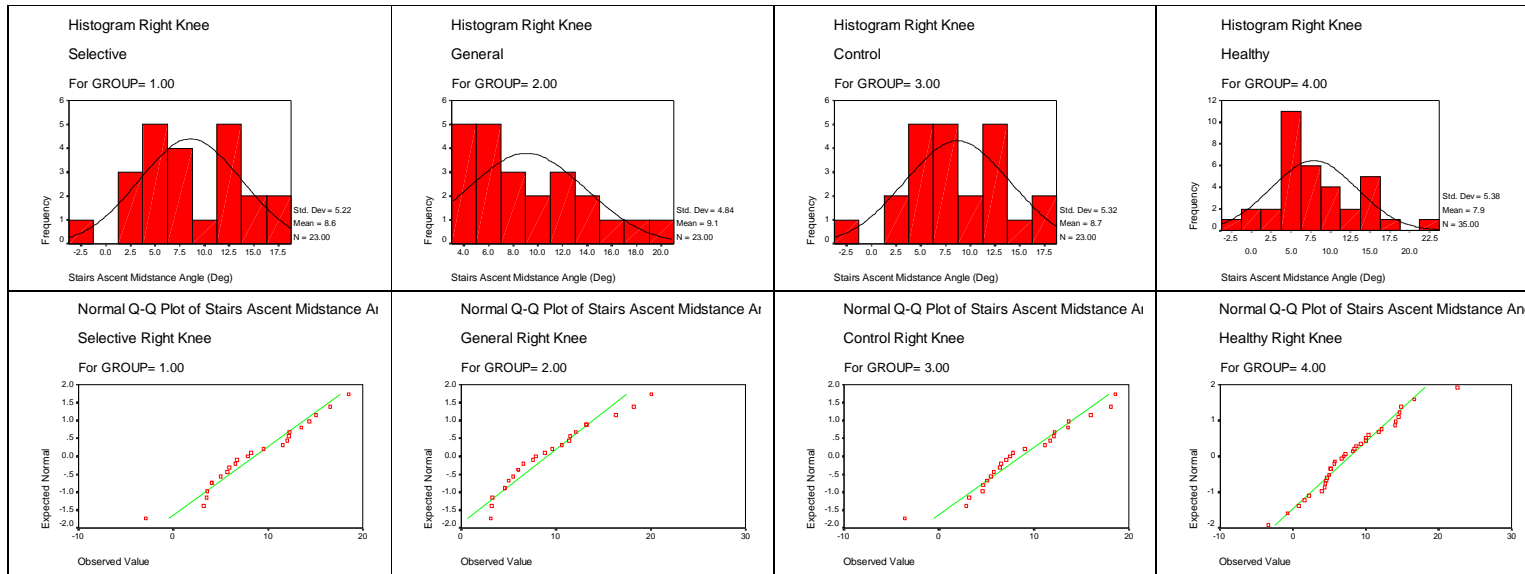 Histogram Right Knee
Selective
For GROUP= 1.00
Frequency
6
5
4
3
2
1
0
-2.5 0.0 2.5 5.0 7.5 10.0 12.5 15.0 17.5
Std. Dev = 5.22
Mean = 8.6
N = 23.00
Stairs Ascent Midstance Angle (Deg)
Histogram Right Knee
General
For GROUP= 2.00
Frequency
6
5
4
3
2
1
0
4.0 6.0 8.0 10.0 12.0 14.0 16.0 18.0 20.0
Std. Dev = 4.84
Mean = 9.1
N = 23.00
Stairs Ascent Midstance Angle (Deg)
Histogram Right Knee
Control
For GROUP= 3.00
Frequency
6
5
4
3
2
1
0
-2.5 0.0 2.5 5.0 7.5 10.0 12.5 15.0 17.5
Std. Dev = 5.32
Mean = 8.7
N = 23.00
Stairs Ascent Midstance Angle (Deg)
Histogram Right Knee
Healthy
For GROUP= 4.00
Frequency
12
10
8
6
4
2
0
-2.5 0.0 2.5 5.0 7.5 10.0 12.5 15.0 17.5 20.0 22.5
Std. Dev = 5.38
Mean = 7.9
N = 35.00
Stairs Ascent Midstance Angle (Deg)
Normal Q-Q Plot of Stairs Ascent Midstance
Selective Right Knee
For GROUP= 1.00
Expected Normal
2.0
1.5
1.0
.5
0.0
-.5
-1.0
-1.5
-2.0
-10 0 10 20
Observed Value
Normal Q-Q Plot of Stairs Ascent Midstance
General Right Knee
For GROUP= 2.00
Expected Normal
2.0
1.5
1.0
.5
0.0
-.5
-1.0
-1.5
-2.0
0 10 20 30
Observed Value
Normal Q-Q Plot of Stairs Ascent Midstance
Control Right Knee
For GROUP= 3.00
Expected Normal
2.0
1.5
1.0
.5
0.0
-.5
-1.0
-1.5
-2.0
-10 0 10 20
Observed Value
Normal Q-Q Plot of Stairs Ascent Midstance
Healthy Right Knee
For GROUP= 4.00
Expected Normal
2
1
0
-1
-2
-10 0 10 20 30
Observed Value